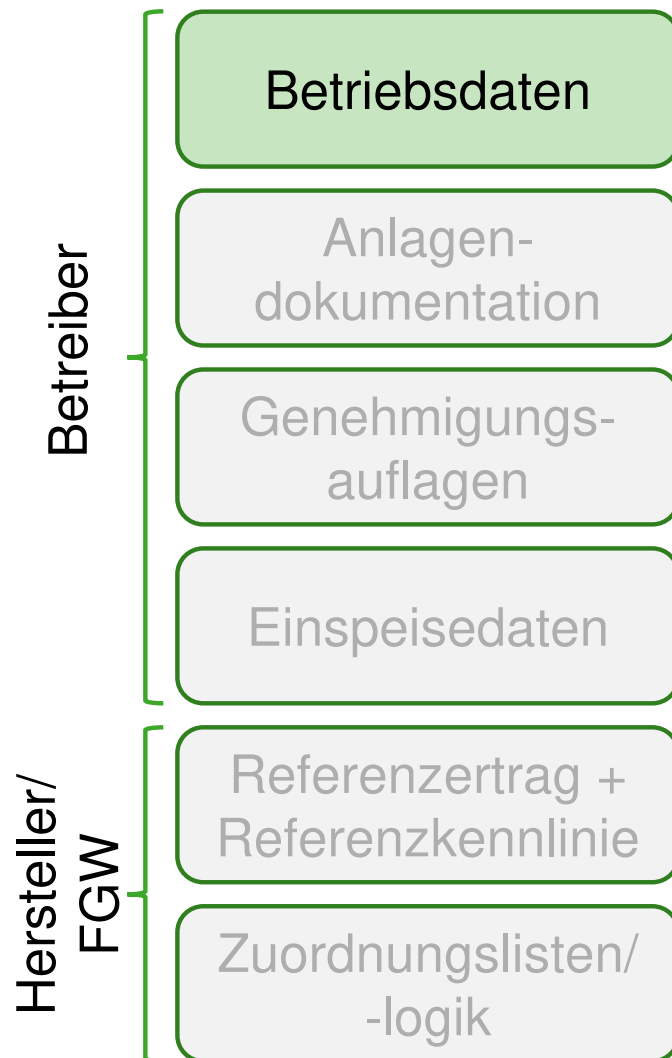 Betreiber
Betriebsdaten
Anlagen-
dokumentation
Genehmigungs-
auflagen
Einspeisedaten
Hersteller/
FGW
Referenzertrag +
Referenzkennlinie
Zuordnungslisten/
-logik